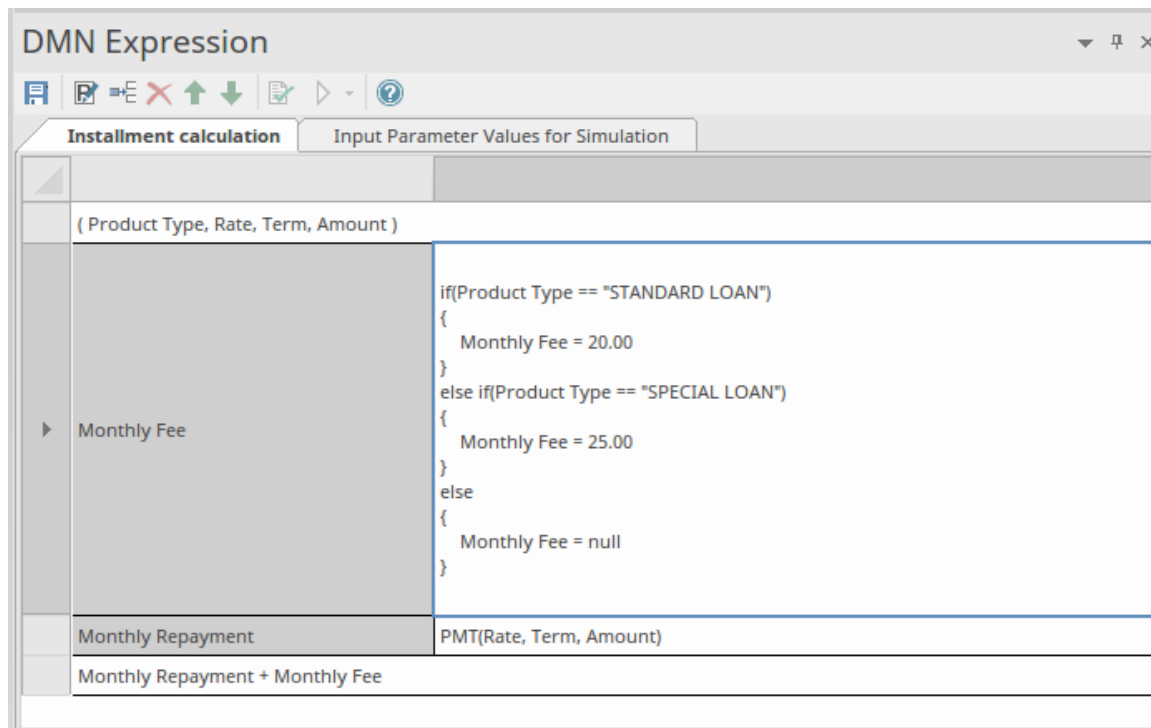 DMN Expression
Installment calculation
Input Parameter Values for Simulation
( Product Type, Rate, Term, Amount )
Monthly Fee
if(Product Type == "STANDARD LOAN")
{
    Monthly Fee = 20.00
}
else if(Product Type == "SPECIAL LOAN")
{
    Monthly Fee = 25.00
}
else
{
    Monthly Fee = null
}
Monthly Repayment
PMT(Rate, Term, Amount)
Monthly Repayment + Monthly Fee